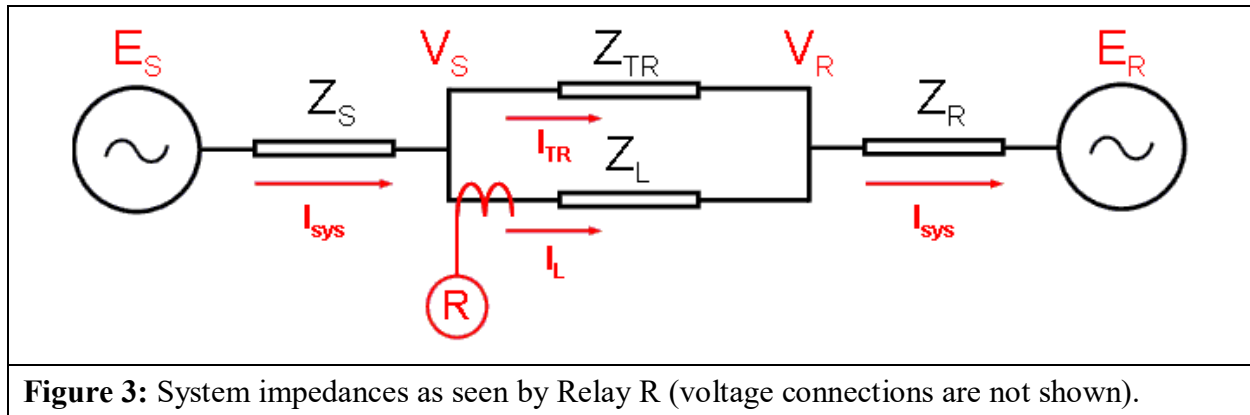 E_S V_S Z_TR V_R E_R
Z_S Z_R
I_TR
Z_L
I_sys I_sys
I_L
R
Figure 3: System impedances as seen by Relay R (voltage connections are not shown).